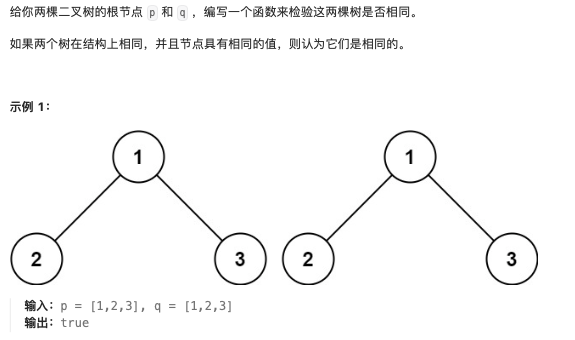 给你两棵二叉树的根节点 p 和 q ，编写一个函数来检验这两棵树是否相同。
如果两个树在结构上相同，并且节点具有相同的值，则认为它们是相同的。
示例 1：
1 1
2 3 2 3
输入：p = [1,2,3], q = [1,2,3]
输出：true